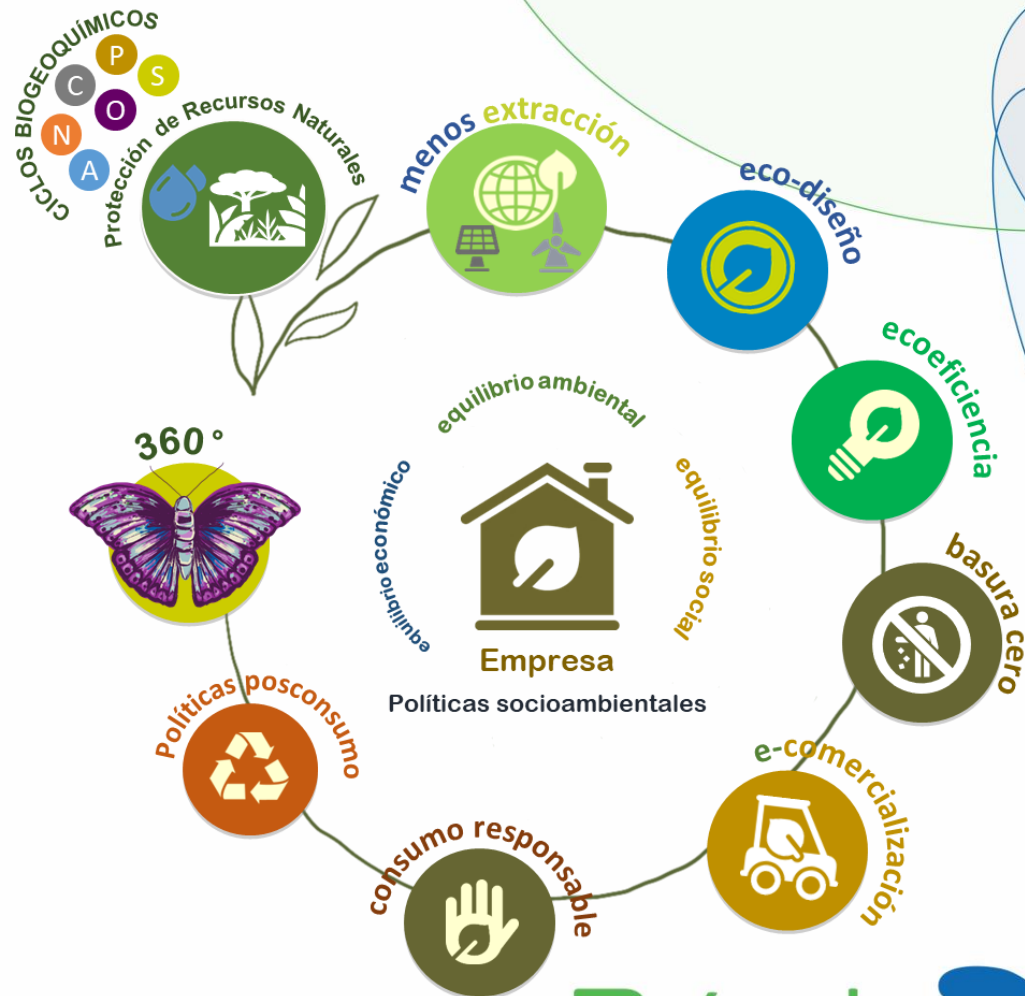 CICLOS BIOGEOQUÍMICOS
P
S
C
O
N
A
Protección de Recursos Naturales
menos extracción
eco-diseño
ecoeficiencia
basura cero
e-comercialización
consumo responsable
Políticas posconsumo
360°
equilibrio ambiental
equilibrio económico
equilibrio social
Empresa
Políticas socioambientales